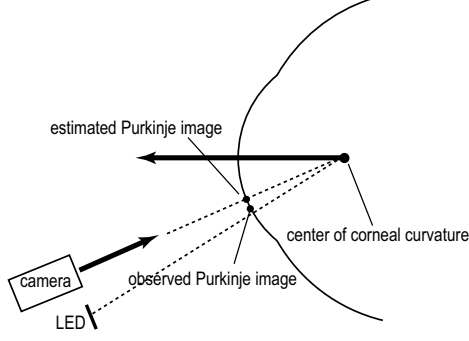 estimated Purkinje image
center of corneal curvature
camera
observed Purkinje image
LED